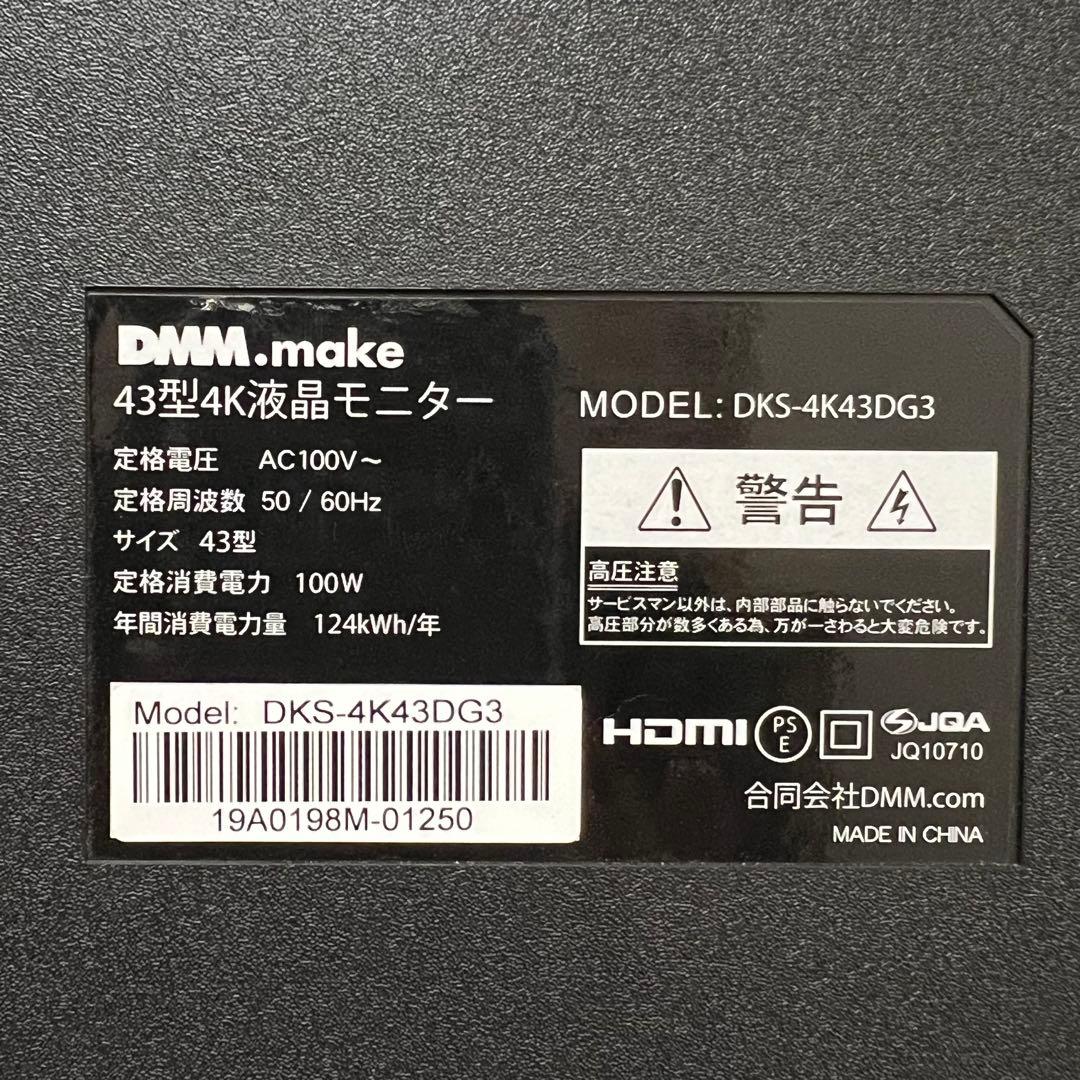 DMM.make
43型4K液晶モニター
定格電圧 AC100V～
定格周波数 50 / 60Hz
サイズ 43型
定格消費電力 100W
年間消費電力量 124kWh/年
Model: DKS-4K43DG3
19A0198M-01250
MODEL: DKS-4K43DG3
警告
高圧注意
サービスマン以外は、内部部品に触らないでください。
高圧部分が数多くある為、万が一さわると大変危険です。
HDMI PSE JQA
JQ10710
合同会社DMM.com
MADE IN CHINA